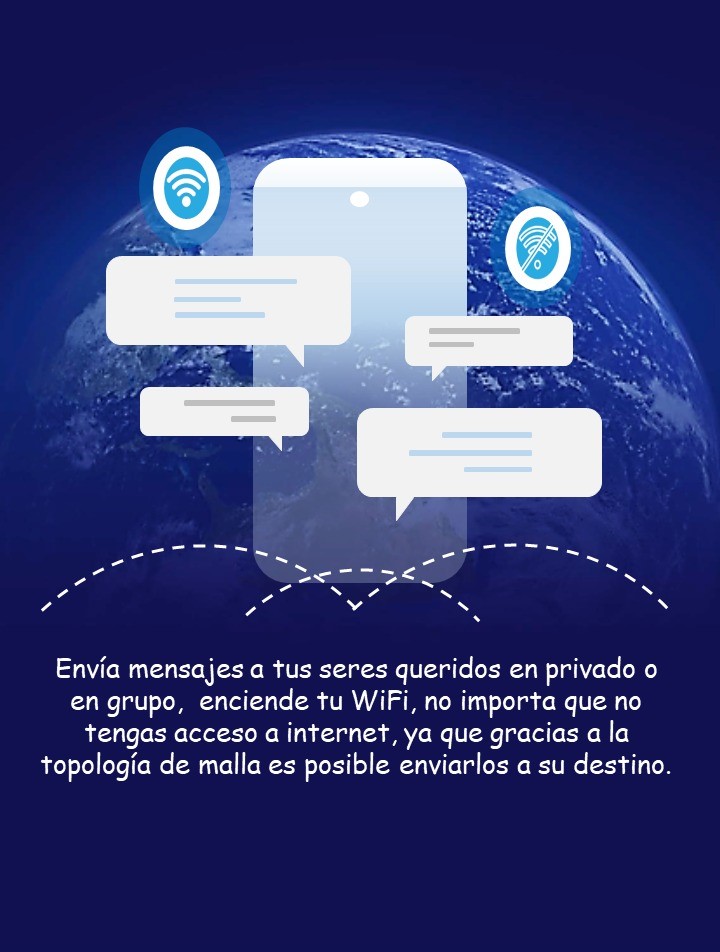 Envía mensajes a tus seres queridos en privado o
en grupo,  enciende tu WiFi, no importa que no
tengas acceso a internet, ya que gracias a la
topología de malla es posible enviarlos a su destino.